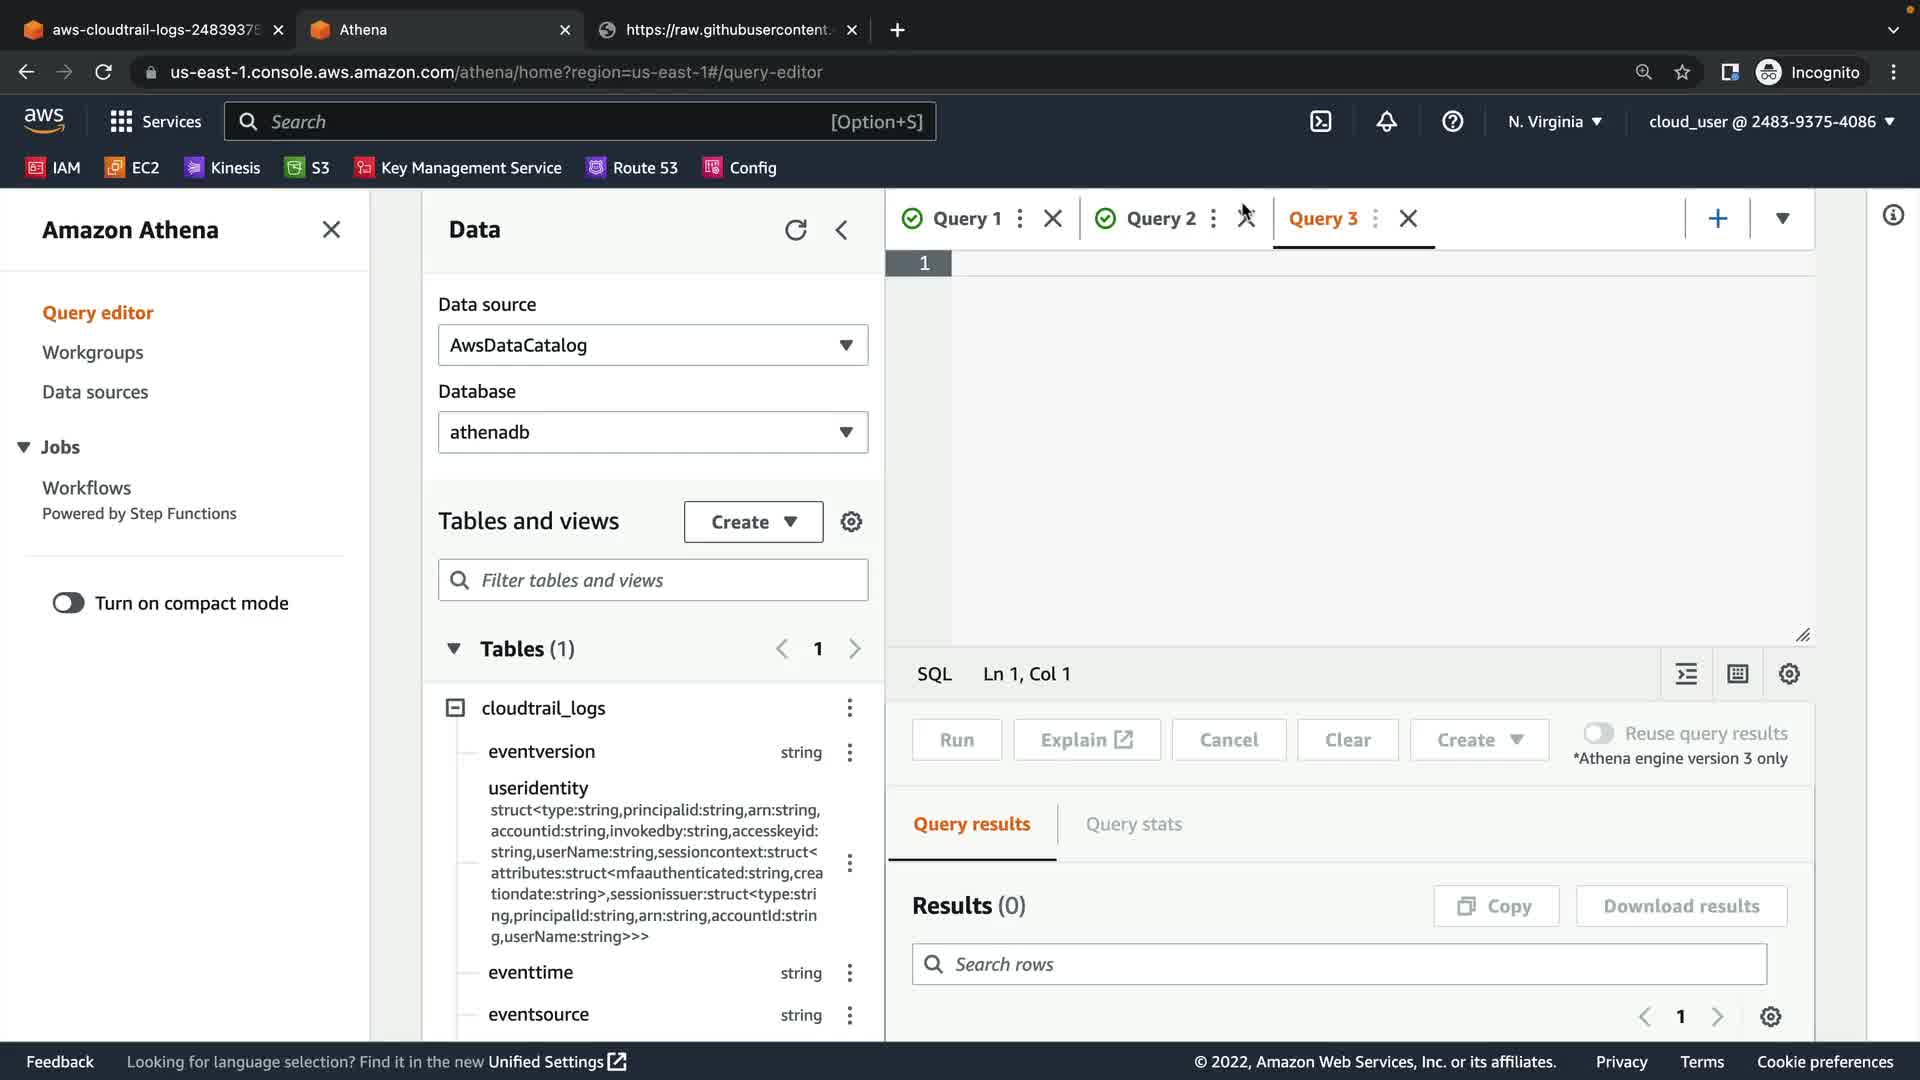 aws-cloudtrail-logs-24839375
Athena
https://raw.githubusercontent.
us-east-1.console.aws.amazon.com/athena/home?region=us-east-1#/query-editor
Incognito
aws
Services
Search
[Option+S]
N. Virginia
cloud_user @ 2483-9375-4086
IAM
EC2
Kinesis
S3
Key Management Service
Route 53
Config
Amazon Athena
Query editor
Workgroups
Data sources
Jobs
Workflows
Powered by Step Functions
Turn on compact mode
Data
Data source
AwsDataCatalog
Database
athenadb
Tables and views
Create
Filter tables and views
Tables (1)
1
cloudtrail_logs
eventversion string
useridentity
struct<type:string,principalid:string,arn:string,
accountid:string,invokedby:string,accesskeyid:
string,userName:string,sessioncontext:struct<
attributes:struct<mfaauthenticated:string,crea
tiondate:string>,sessionissuer:struct<type:stri
ng,principalId:string,arn:string,accountId:strin
g,userName:string>>>
eventtime string
eventsource string
Query 1
Query 2
Query 3
1
SQL Ln 1, Col 1
Run
Explain
Cancel
Clear
Create
Reuse query results
*Athena engine version 3 only
Query results
Query stats
Results (0)
Copy
Download results
Search rows
1
Feedback
Looking for language selection? Find it in the new Unified Settings
© 2022, Amazon Web Services, Inc. or its affiliates.
Privacy
Terms
Cookie preferences